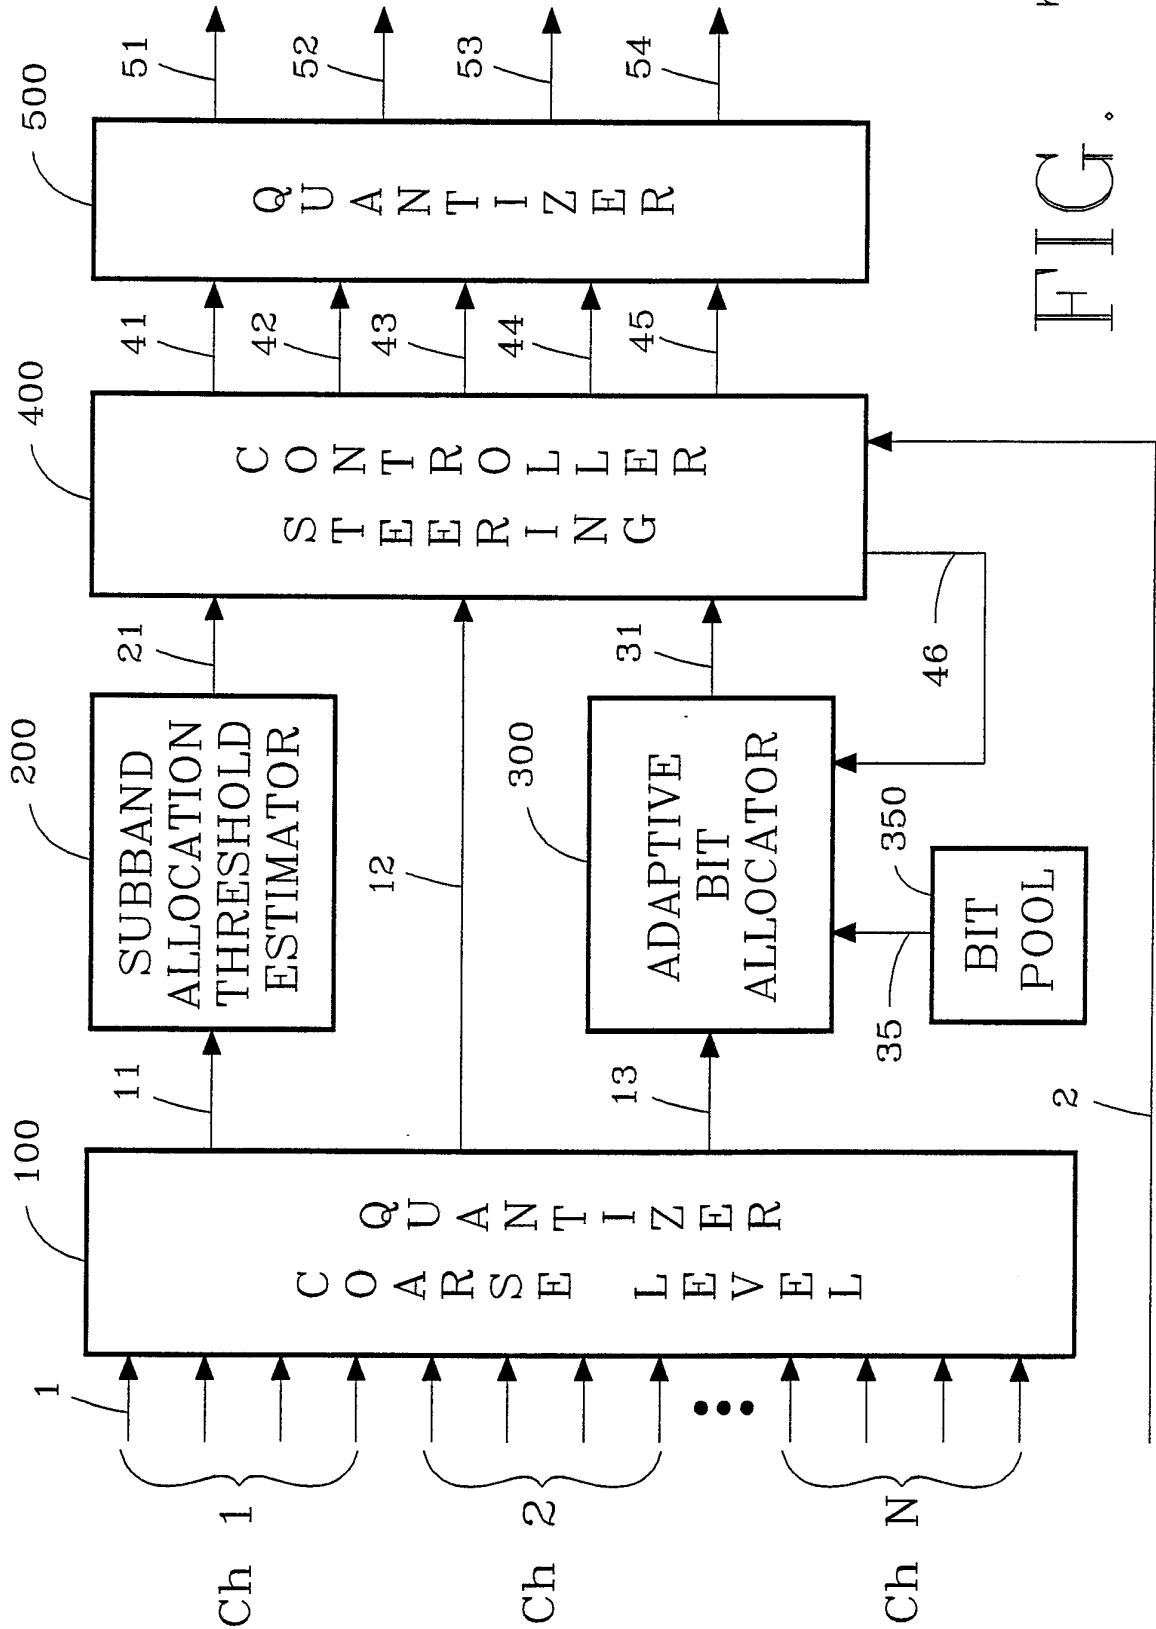 Ch 1
Ch 2
Ch N
1
100
COARSE LEVEL
QUANTIZER
11
12
13
200
SUBBAND
ALLOCATION
THRESHOLD
ESTIMATOR
21
300
ADAPTIVE
BIT
ALLOCATOR
31
35
350
BIT
POOL
46
2
400
STEERING
CONTROLLER
41
42
43
44
45
500
QUANTIZER
51
52
53
54
FIG.